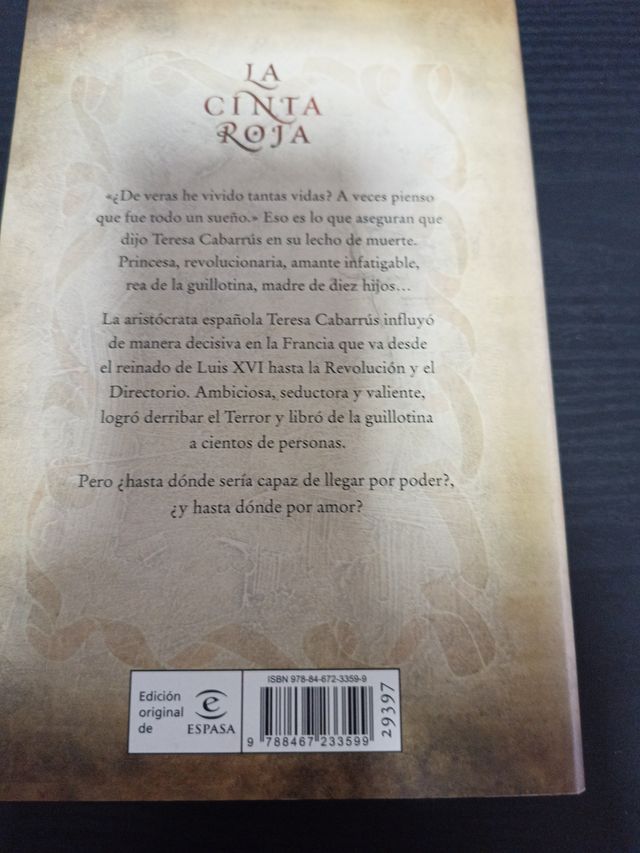 LA
CINTA
ROJA
«¿De veras he vivido tantas vidas? A veces pienso
que fue todo un sueño.» Eso es lo que aseguran que
dijo Teresa Cabarrús en su lecho de muerte.
Princesa, revolucionaria, amante infatigable,
rea de la guillotina, madre de diez hijos...
La aristócrata española Teresa Cabarrús influyó
de manera decisiva en la Francia que va desde
el reinado de Luis XVI hasta la Revolución y el
Directorio. Ambiciosa, seductora y valiente,
logró derribar el Terror y libró de la guillotina
a cientos de personas.
Pero ¿hasta dónde sería capaz de llegar por poder?,
¿y hasta dónde por amor?
Edición
original
de
e
ESPASA
ISBN 978-84-672-3359-9
9 788467 233599
29397